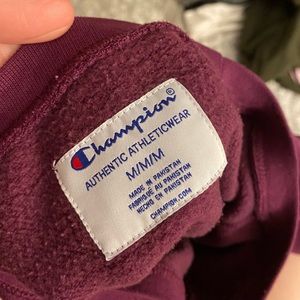 Champion®
AUTHENTIC ATHLETICWEAR
M/M/M
MADE IN PAKISTAN
FABRIQUÉ AU PAKISTAN
HECHO EN PAKISTAN
CHAMPION.COM